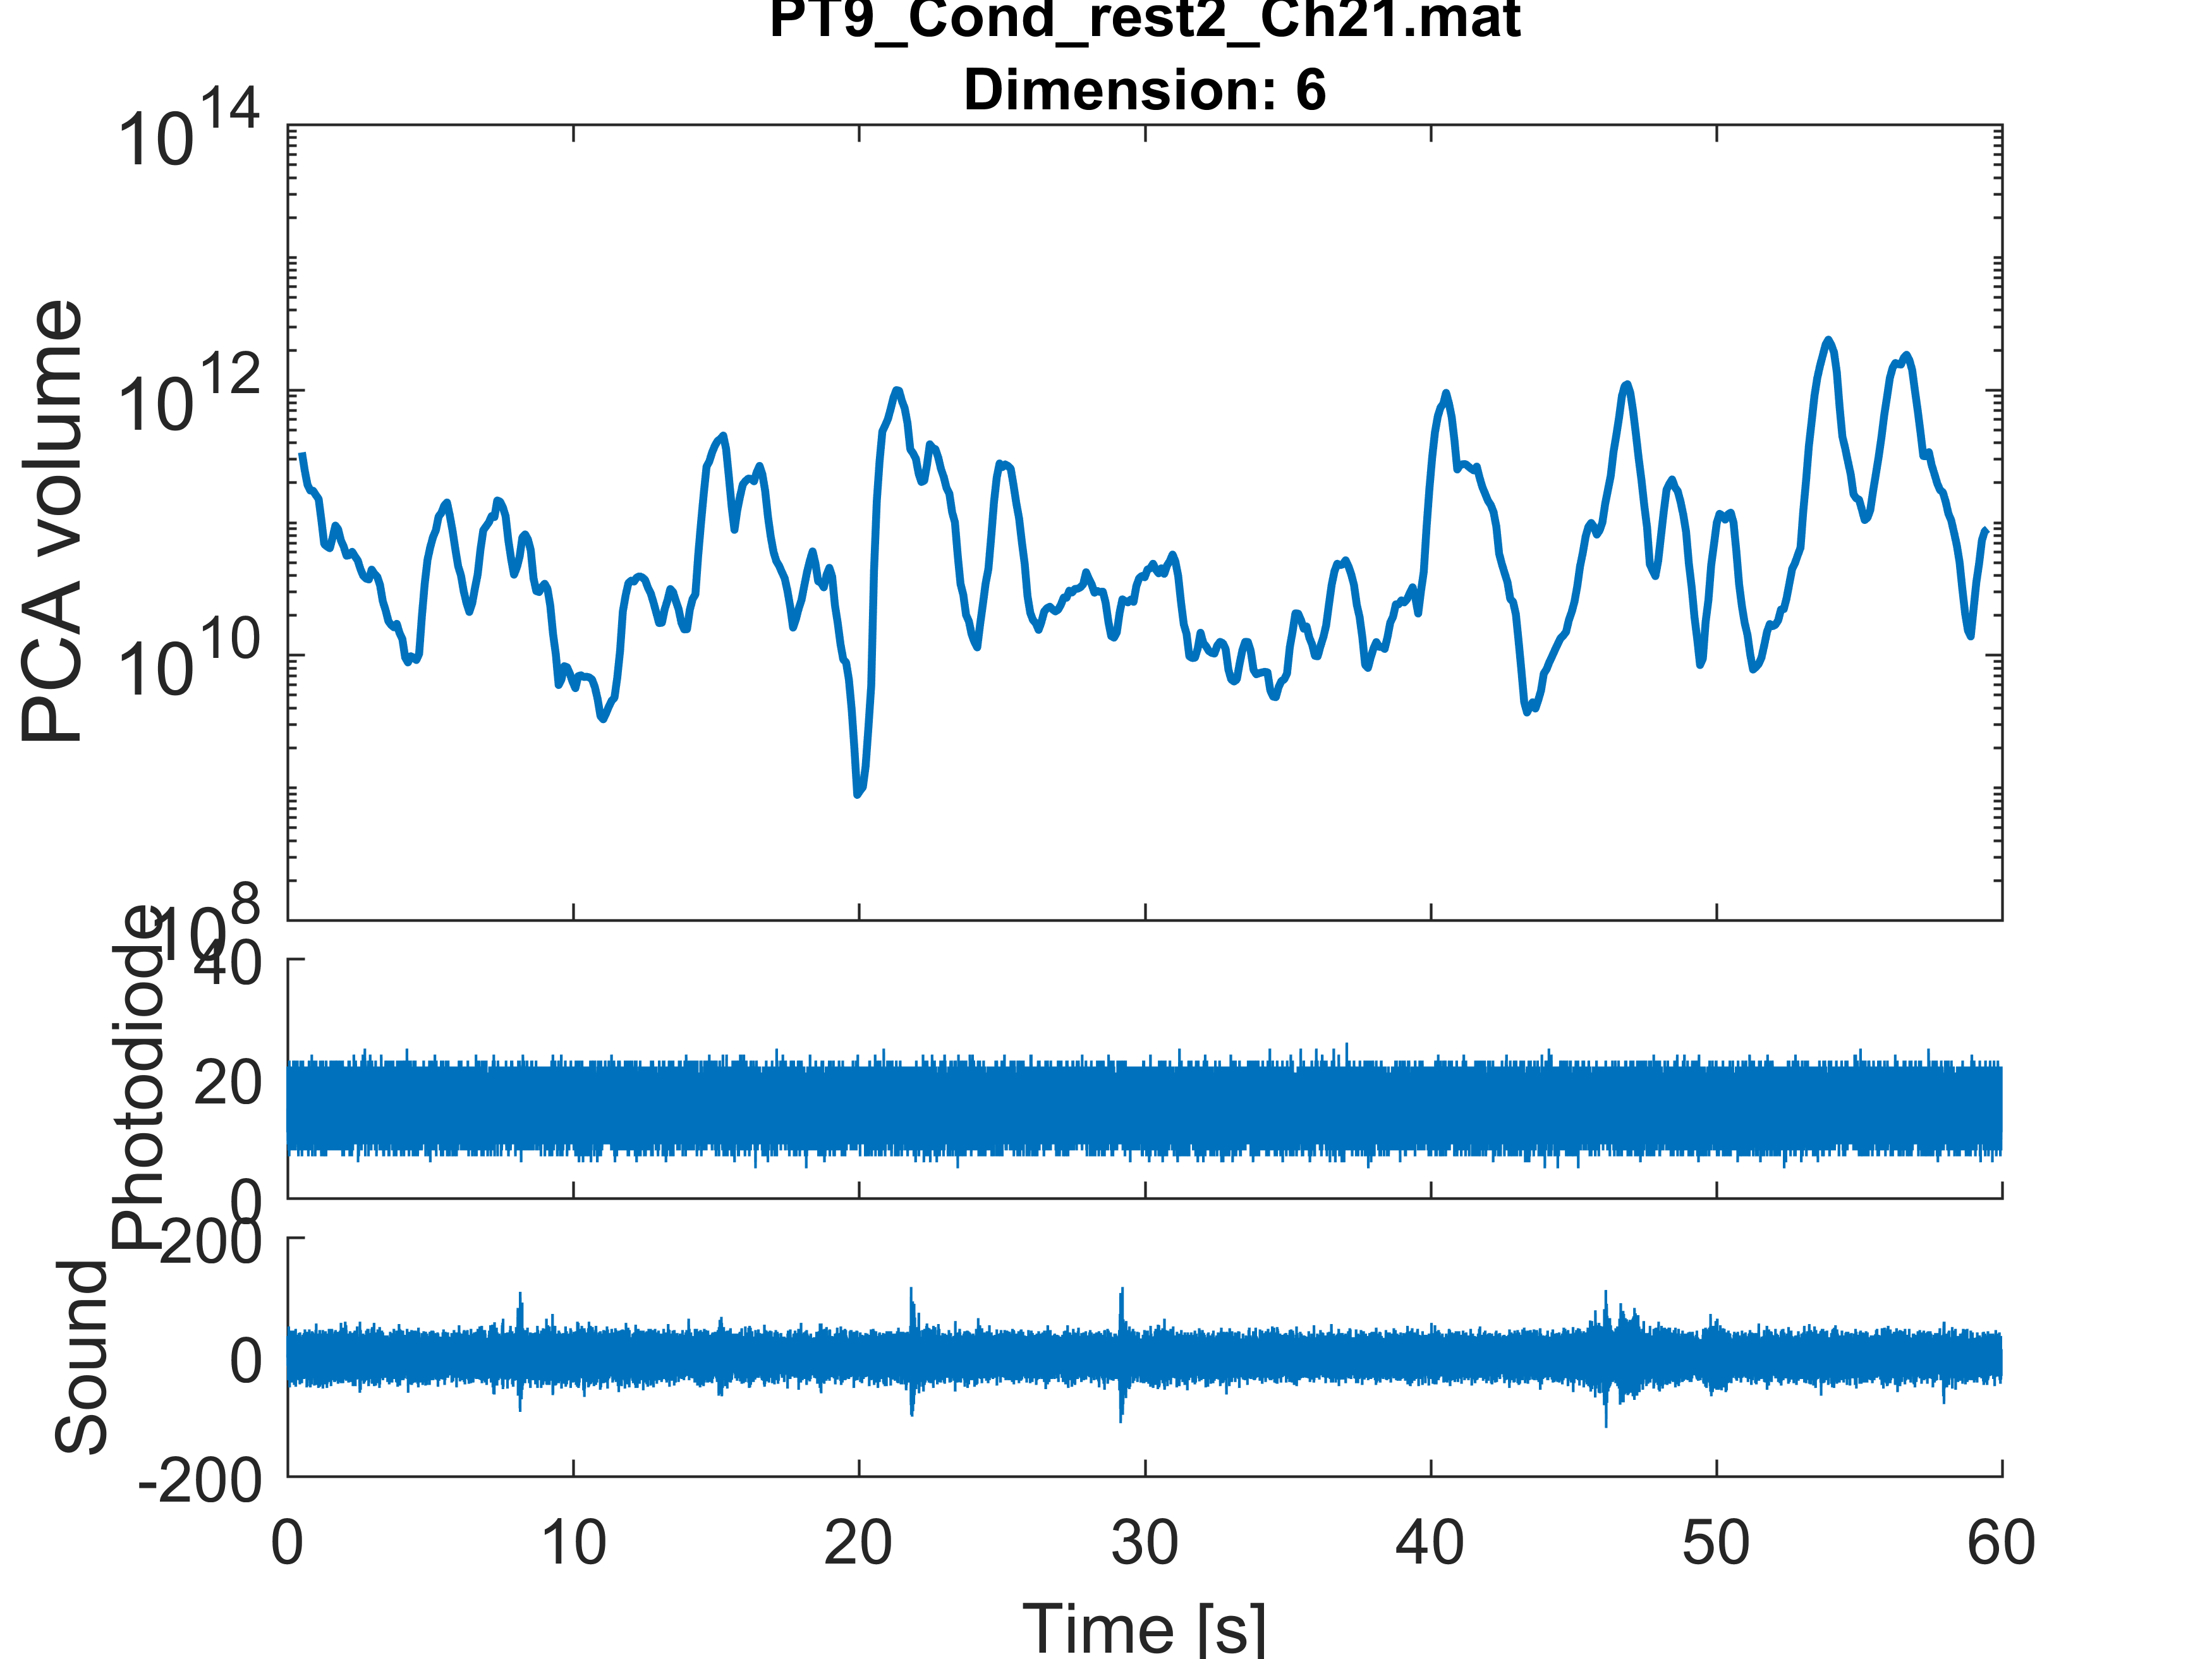 PT9_Cond_rest2_Ch21.mat
Dimension: 6
10^14
10^12
10^10
10^8
PCA volume
40
20
0
Photodiode
200
0
-200
Sound
0 10 20 30 40 50 60
Time [s]